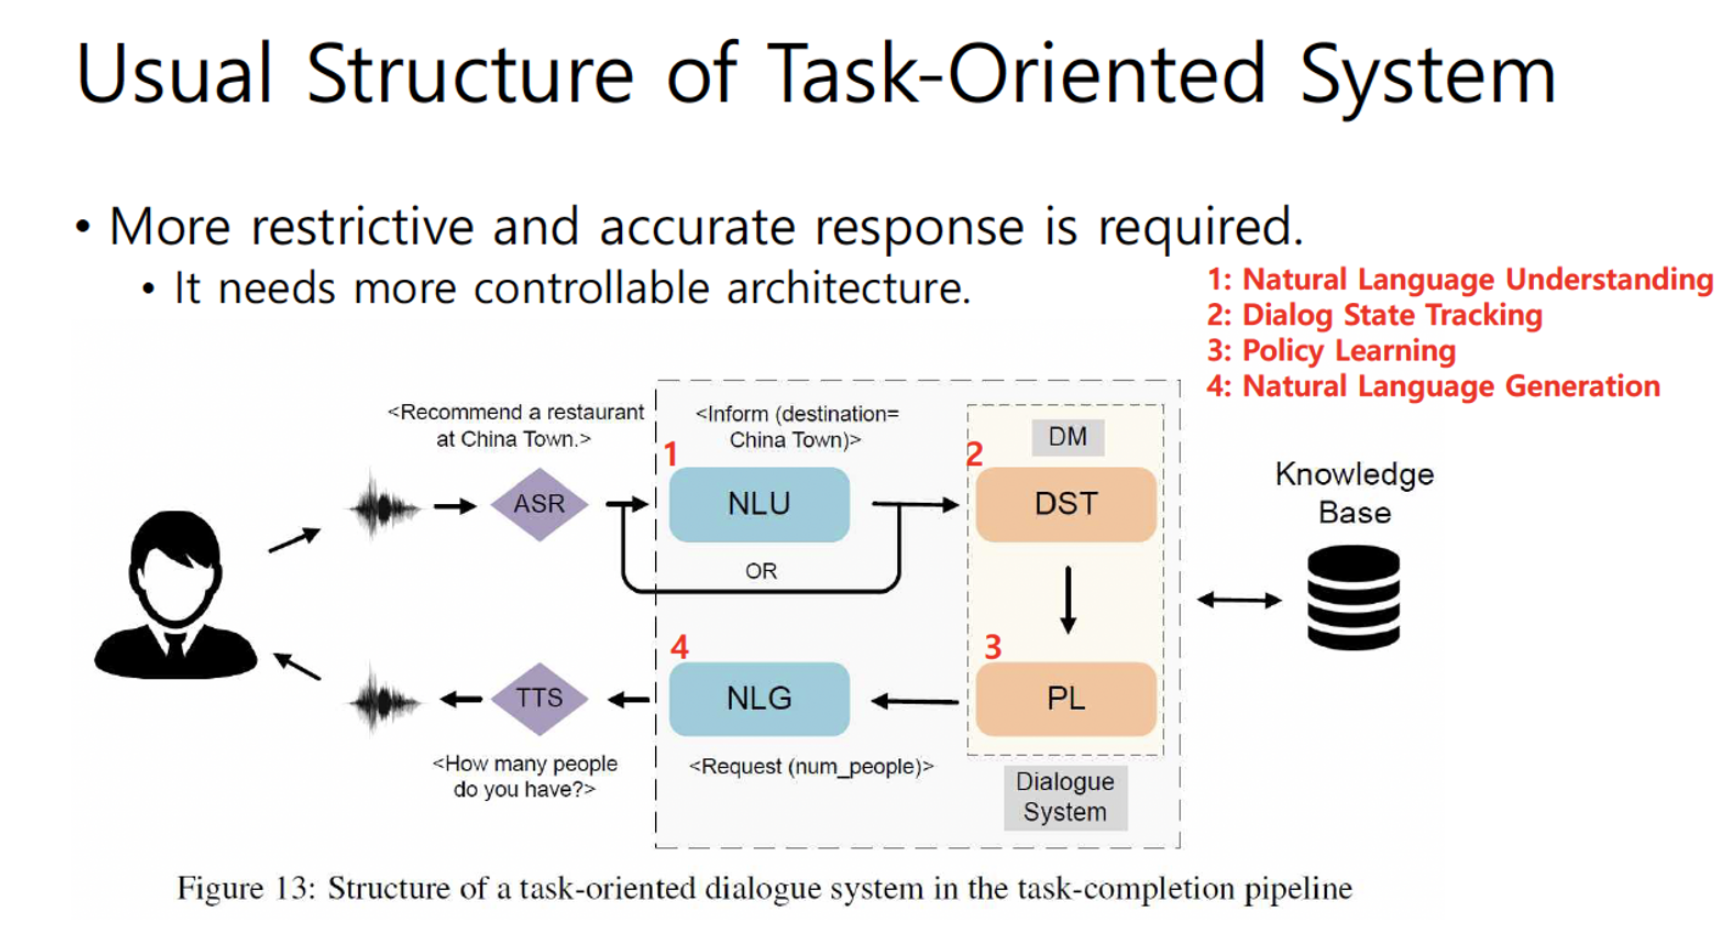 Usual Structure of Task-Oriented System
• More restrictive and accurate response is required.
• It needs more controllable architecture.
1: Natural Language Understanding
2: Dialog State Tracking
3: Policy Learning
4: Natural Language Generation
<Recommend a restaurant
at China Town.>
<Inform (destination=
China Town)>
DM
1
2
ASR
NLU
DST
Knowledge
Base
OR
4
3
TTS
NLG
PL
<How many people
do you have?>
<Request (num_people)>
Dialogue
System
Figure 13: Structure of a task-oriented dialogue system in the task-completion pipeline